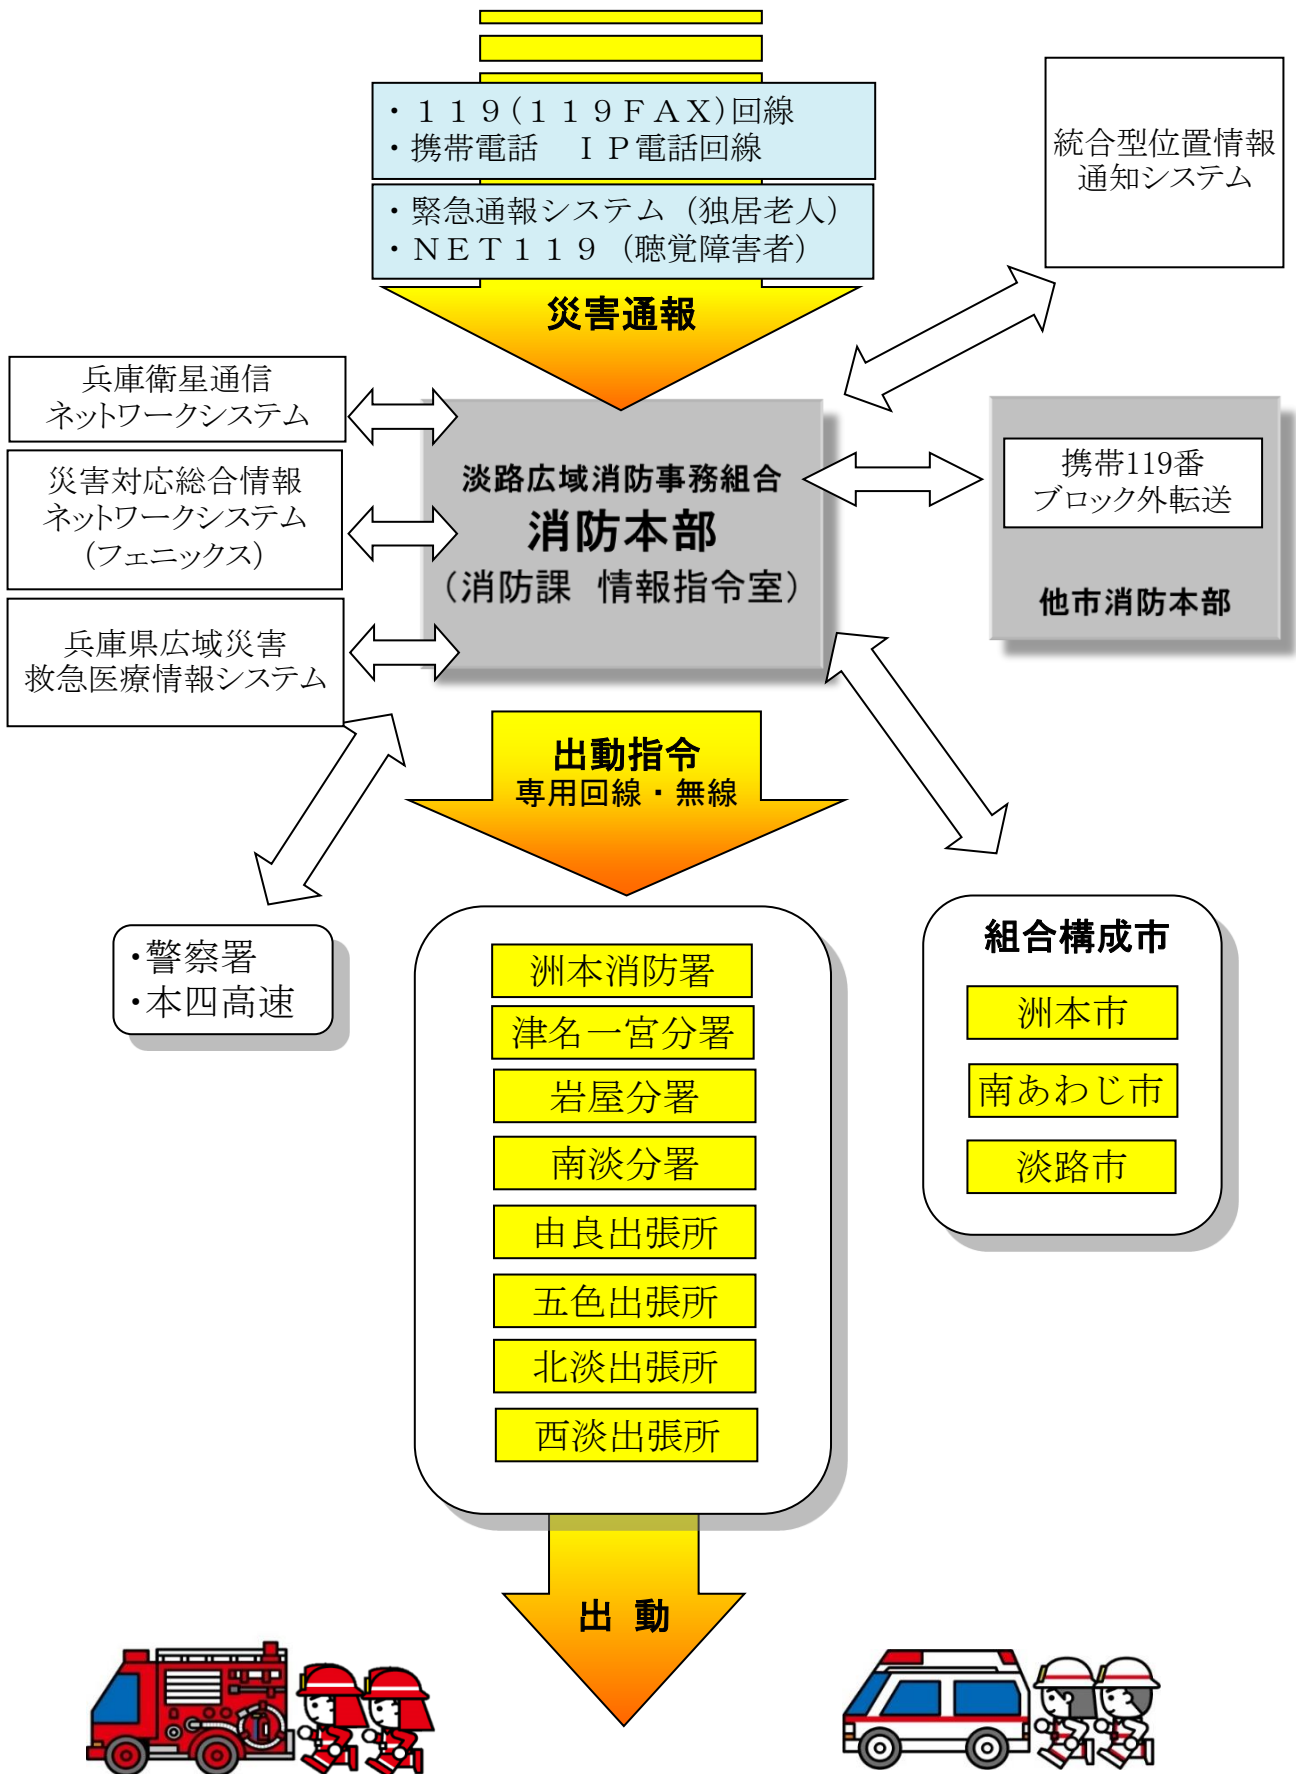 ・１１９（１１９ＦＡＸ）回線
・携帯電話　ＩＰ電話回線
・緊急通報システム（独居老人）
・ＮＥＴ１１９（聴覚障害者）
災害通報
統合型位置情報
通知システム
兵庫衛星通信
ネットワークシステム
災害対応総合情報
ネットワークシステム
（フェニックス）
兵庫県広域災害
救急医療情報システム
淡路広域消防事務組合
消防本部
（消防課　情報指令室）
携帯119番
ブロック外転送
他市消防本部
出動指令
専用回線・無線
・警察署
・本四高速
洲本消防署
津名一宮分署
岩屋分署
南淡分署
由良出張所
五色出張所
北淡出張所
西淡出張所
組合構成市
洲本市
南あわじ市
淡路市
出 動